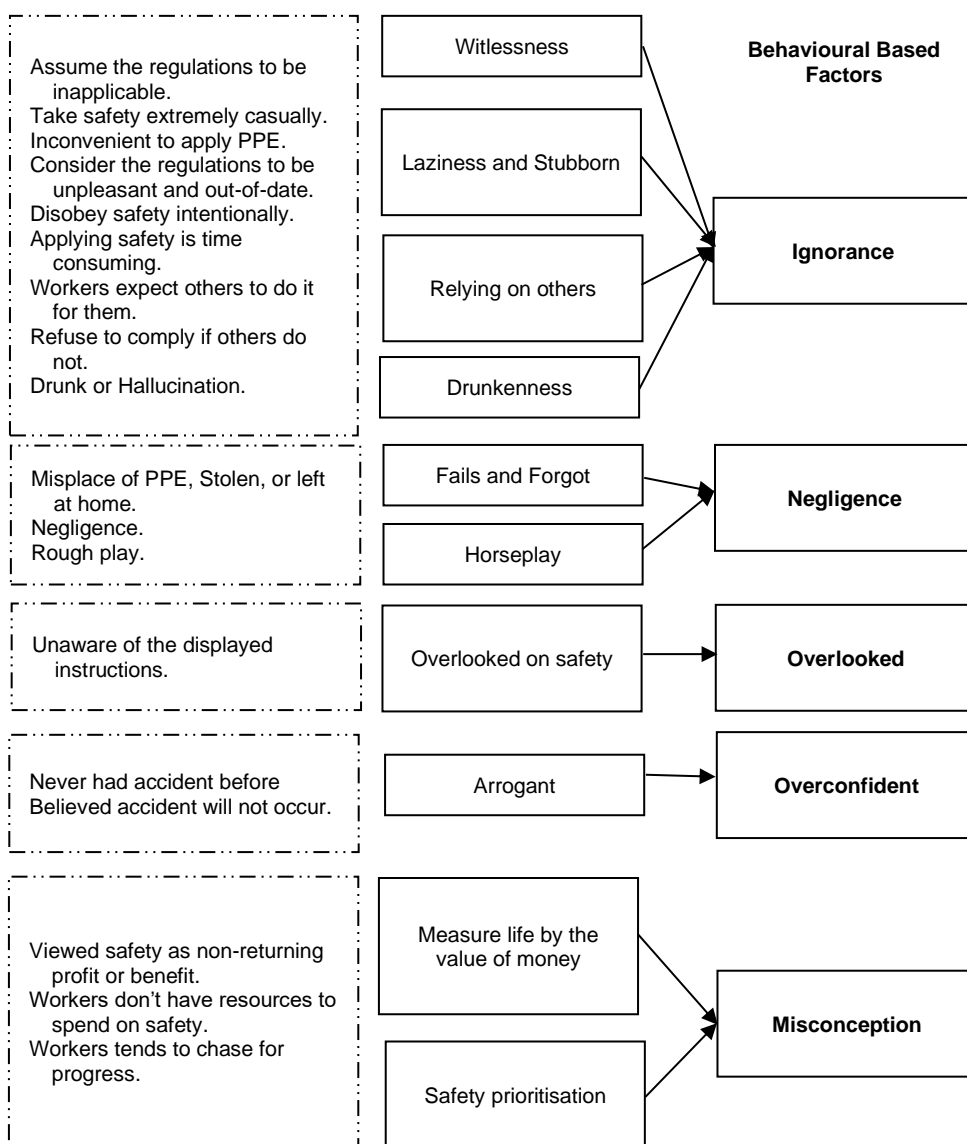 Behavioural Based
Factors
Assume the regulations to be
inapplicable.
Take safety extremely casually.
Inconvenient to apply PPE.
Consider the regulations to be
unpleasant and out-of-date.
Disobey safety intentionally.
Applying safety is time
consuming.
Workers expect others to do it
for them.
Refuse to comply if others do
not.
Drunk or Hallucination.
Witlessness
Laziness and Stubborn
Relying on others
Drunkenness
Ignorance
Misplace of PPE, Stolen, or left
at home.
Negligence.
Rough play.
Fails and Forgot
Horseplay
Negligence
Unaware of the displayed
instructions.
Overlooked on safety
Overlooked
Never had accident before
Believed accident will not occur.
Arrogant
Overconfident
Viewed safety as non-returning
profit or benefit.
Workers don’t have resources to
spend on safety.
Workers tends to chase for
progress.
Measure life by the
value of money
Safety prioritisation
Misconception